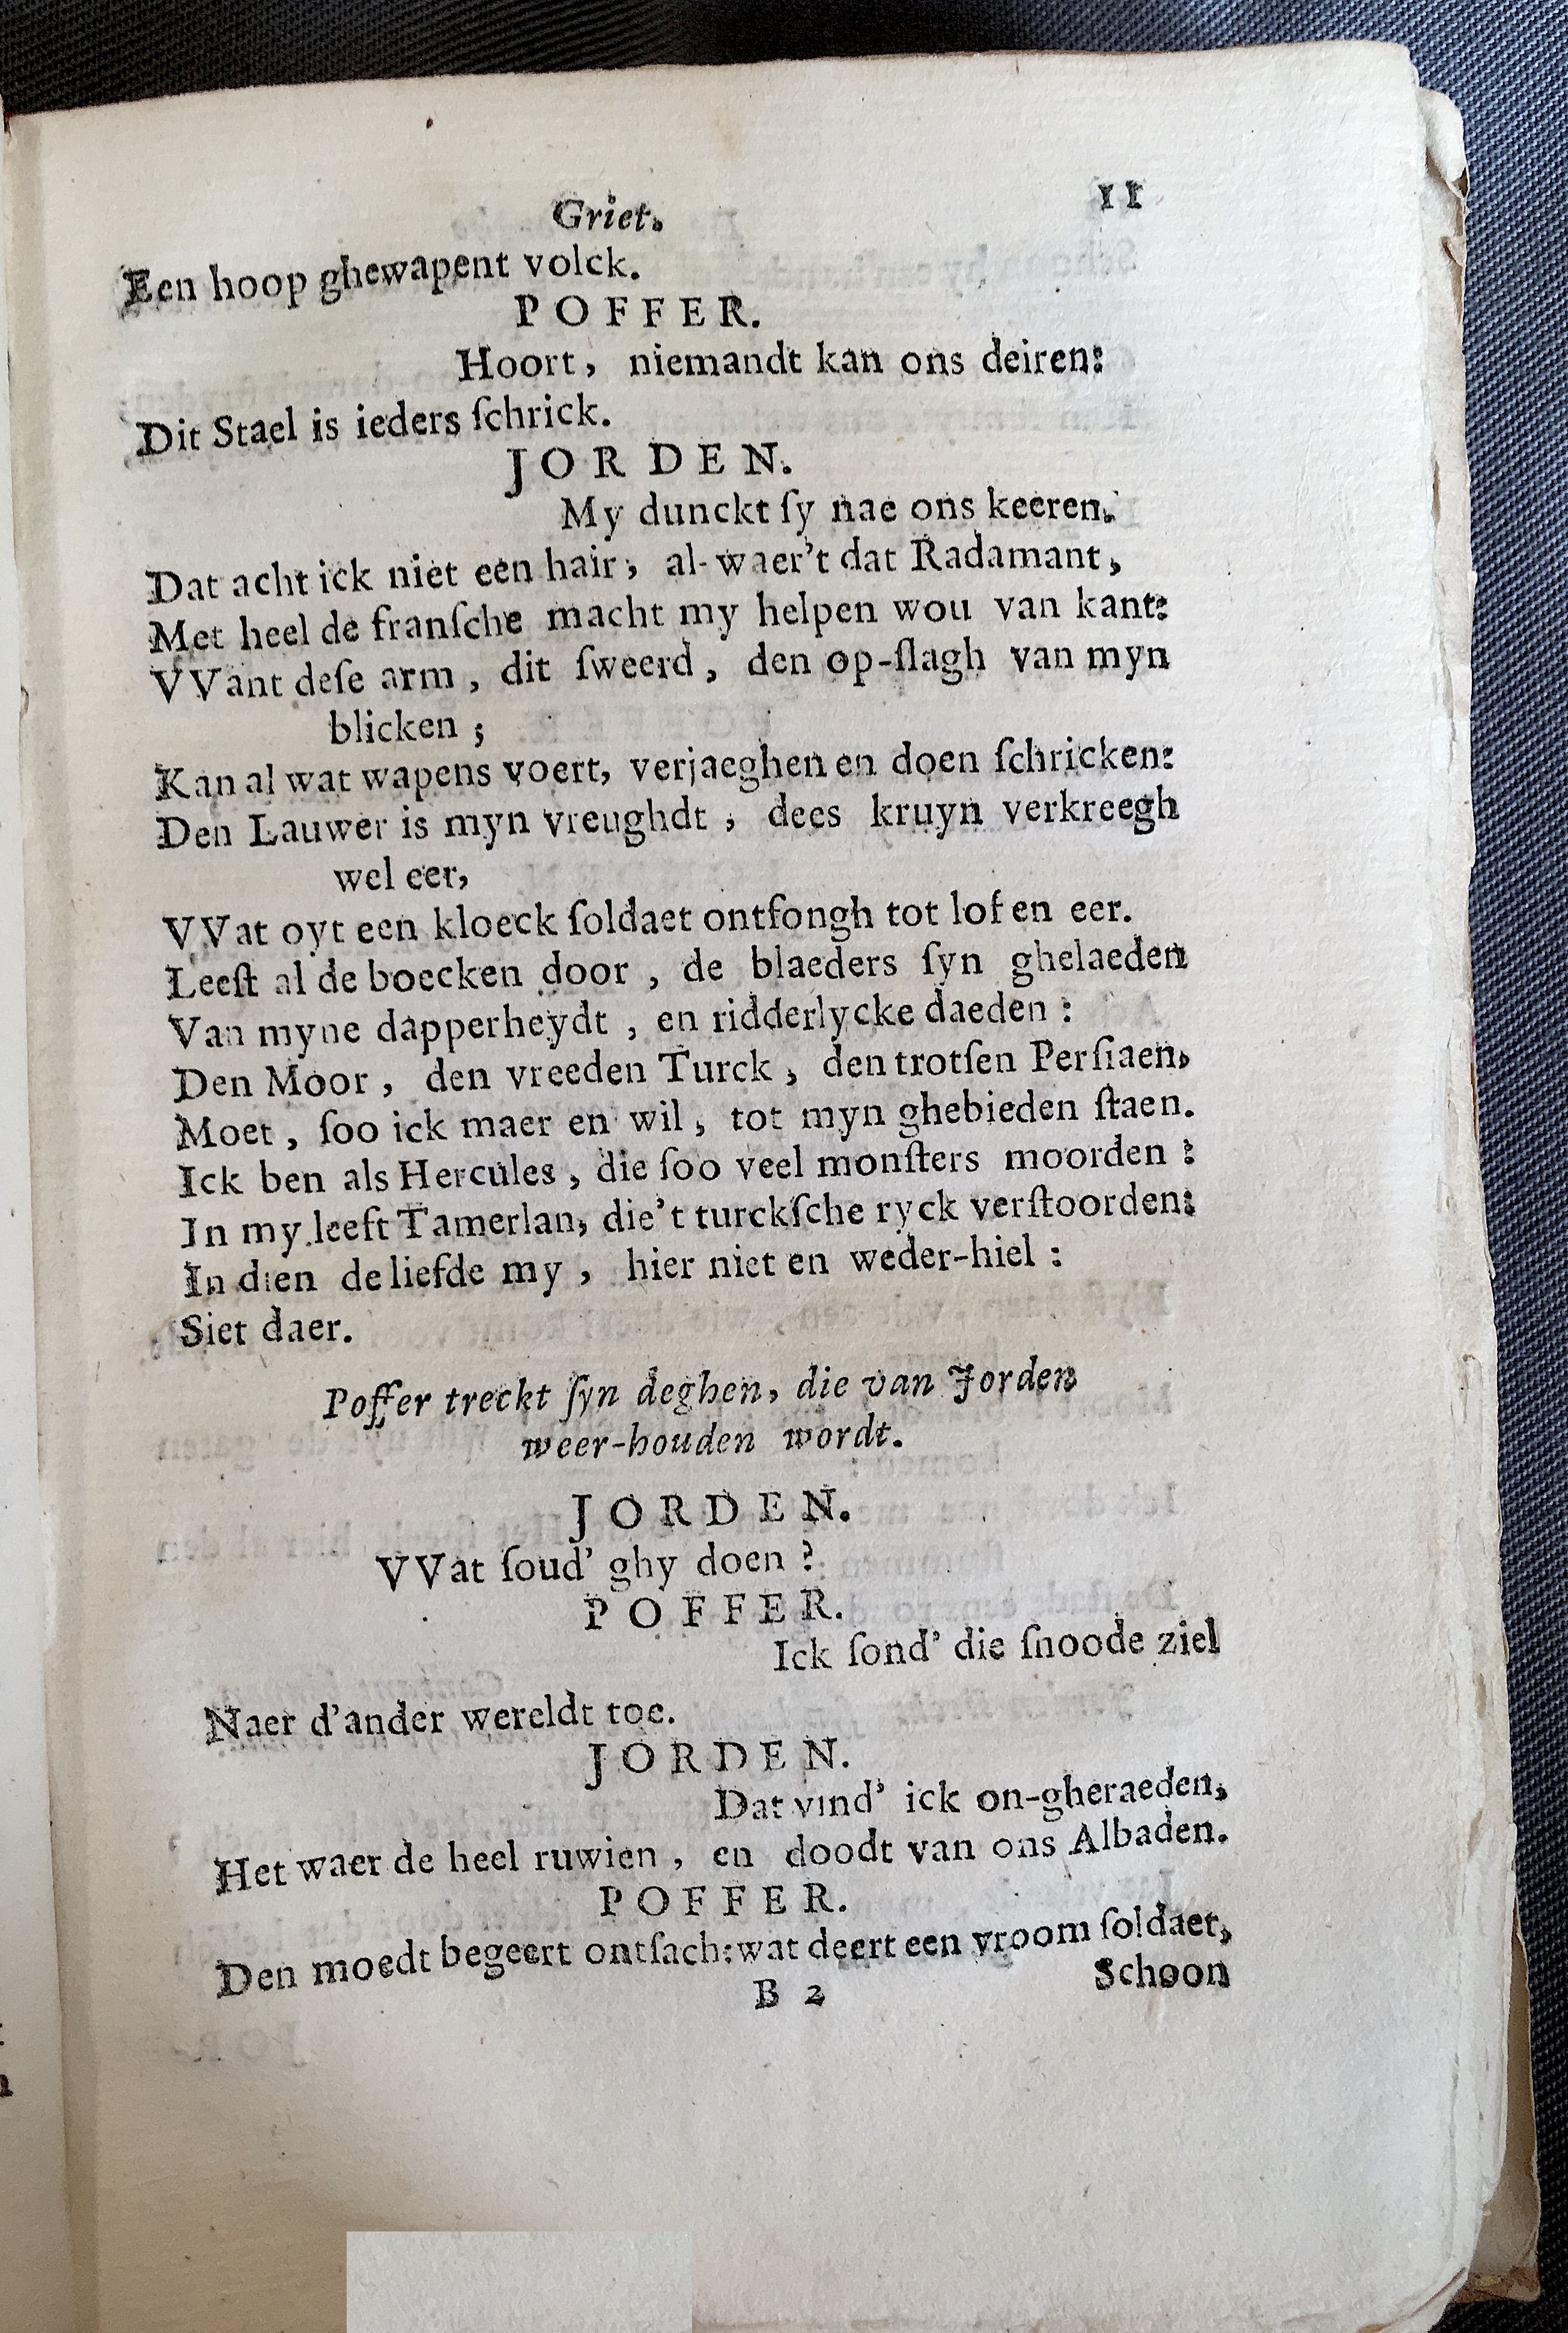 Griet. 11
Een hoop ghewapent volck.
POFFER.
Hoort, niemandt kan ons deiren:
Dit Stael is ieders ſchrick.
JORDEN.
My dunckt ſy nae ons keeren.
Dat acht ick niet een hair, al-waer't dat Radamant,
Met heel de franſche macht my helpen wou van kant:
VVant deſe arm, dit ſweerd, den op-ſlagh van myn
blicken;
Kan al wat wapens voert, verjaeghen en doen ſchricken:
Den Lauwer is myn vreughdt, dees kruyn verkreegh
wel eer,
VVat oyt een kloeck ſoldaet ontfongh tot lof en eer.
Leeſt al de boecken door, de blaeders ſyn ghelaeden
Van myne dapperheydt, en ridderlycke daeden:
Den Moor, den vreeden Turck, den trotſen Perſiaen,
Moet, ſoo ick maer en wil, tot myn ghebieden ſtaen.
Ick ben als Hercules, die ſoo veel monſters moorden:
In my leeft Tamerlan, die't turckſche ryck verſtoorden:
In dien de liefde my, hier niet en weder-hiel:
Siet daer.
Poffer treckt ſyn deghen, die van Jorden
weer-houden wordt.
JORDEN.
VVat ſoud' ghy doen?
POFFER.
Ick ſond' die ſnoode ziel
Naer d'ander wereldt toe.
JORDEN.
Dat vind' ick on-gheraeden,
Het waer de heel ruwien, en doodt van ons Albaden.
POFFER.
Den moedt begeert ontſach: wat deert een vroom ſoldaet,
B 2 Schoon